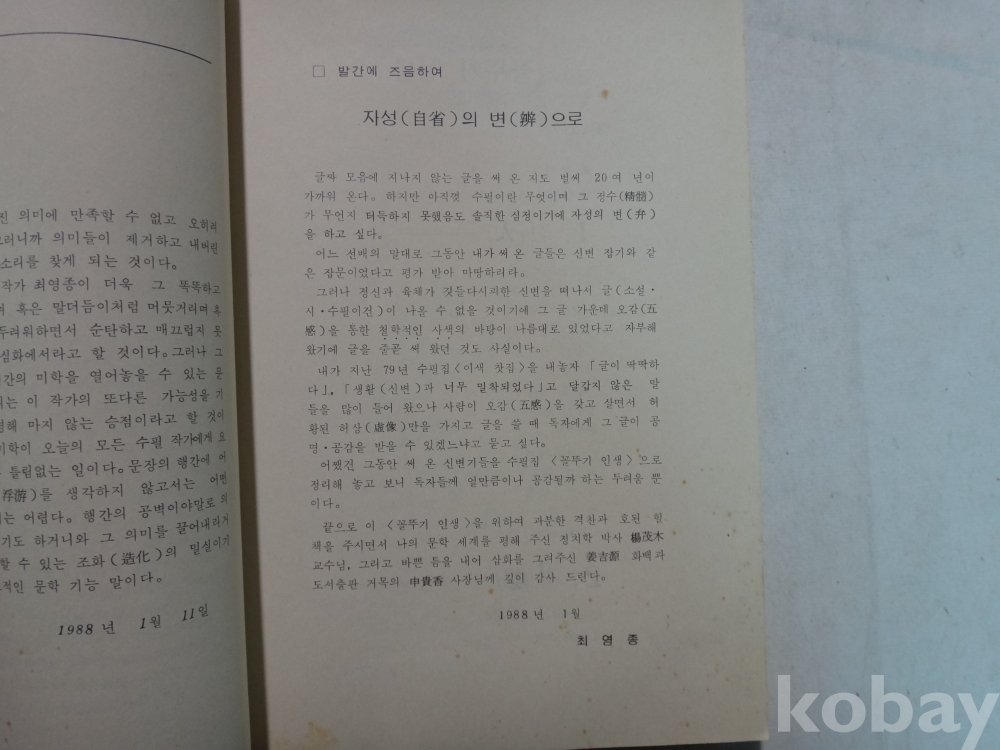 진 의미에 만족할 수 없고 오히려
그러니까 의미들이 제거하고 내버린
소리를 찾게 되는 것이다.
작가 최영종이 더욱 그 똑똑하고
혹은 말더듬이처럼 머뭇거리며
두려워하면서 순탄하고 매끄럽지 못
심화에서라고 할 것이다. 그러나 그
간의 미학을 열어놓을 수 있는 문
되는 이 작가의 또다른 가능성을 기
해 마지 않는 승점이라고 할 것이
미학이 오늘의 모든 수필 작가에게 요
틀림없는 일이다. 문장의 행간에 어
浮游)를 생각하지 않고서는 어떤
는 어렵다. 행간의 공백이야말로 의
기도 하거니와 그 의미를 끌어내리거
할 수 있는 조화(造化)의 밀실이기
적인 문학 기능 말이다.
1988년 1월 11일
□ 발간에 즈음하여
자성(自省)의 변(辨)으로
글짜 모음에 지나지 않는 글을 써 온 지도 벌써 20여 년이
가까워 온다. 하지만 아직껏 수필이란 무엇이며 그 정수(精髓)
가 무언지 터득하지 못했음도 솔직한 심정이기에 자성의 변(弁)
을 하고 싶다.
어느 선배의 말대로 그동안 내가 써 온 글들은 신변 잡기와 같
은 잡문이었다고 평가 받아 마땅하리라.
그러나 정신과 육체가 깃들다시피한 신변을 떠나서 글(소설·
시·수필이건)이 나올 수 없을 것이기에 그 글 가운데 오감(五
感)을 통한 철학적인 사색의 바탕이 나름대로 있었다고 자부해
왔기에 글을 줄곧 써 왔던 것도 사실이다.
내가 지난 79년 수필집 〈이색 찻집〉을 내놓자 「글이 딱딱하
다」, 「생활(신변)과 너무 밀착되었다」고 달갑지 않은 말
들을 많이 들어 왔으나 사람이 오감(五感)을 갖고 살면서 허
황된 허상(虛像)만을 가지고 글을 쓸 때 독자에게 그 글이 공
명·공감을 받을 수 있겠느냐고 묻고 싶다.
어쨌건 그동안 써 온 신변기들을 수필집 〈꼴뚜기 인생〉으로
정리해 놓고 보니 독자들께 얼만큼이나 공감될까 하는 두려움 뿐
이다.
끝으로 이 〈꼴뚜기 인생〉을 위하여 과분한 격찬과 호된 힐
책을 주시면서 나의 문학 세계를 평해 주신 정치학 박사 楊茂木
교수님, 그러고 바쁜 틈을 내어 삽화를 그려주신 姜吉源 화백과
도서출판 거목의 申貴香 사장님께 깊이 감사 드린다.
1988년 1월
최영종
kobay